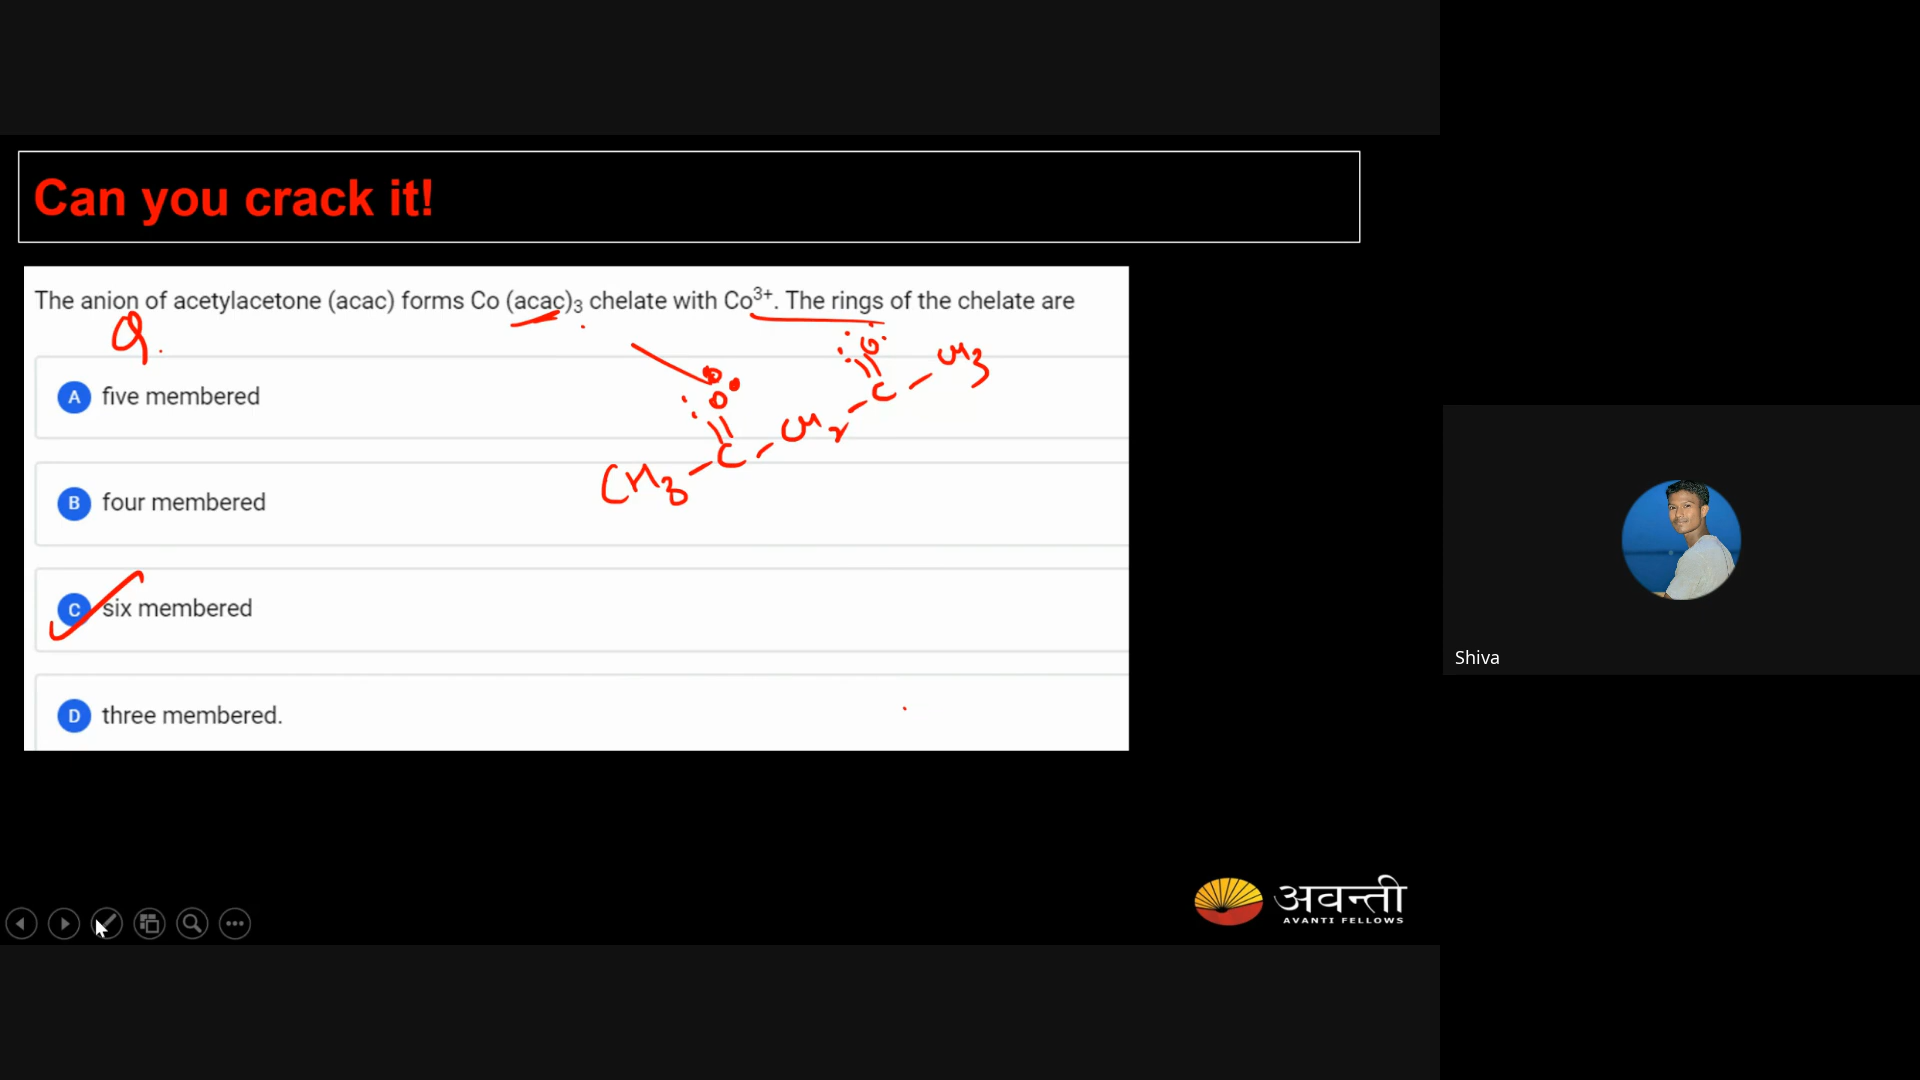 Can you crack it!
The anion of acetylacetone (acac) forms Co (acac)₃ chelate with Co³⁺. The rings of the chelate are
A five membered
B four membered
C six membered
D three membered.
CH₃ - C - CH₂ - C - CH₃
O O
Shiva
अवन्ती
AVANTI FELLOWS